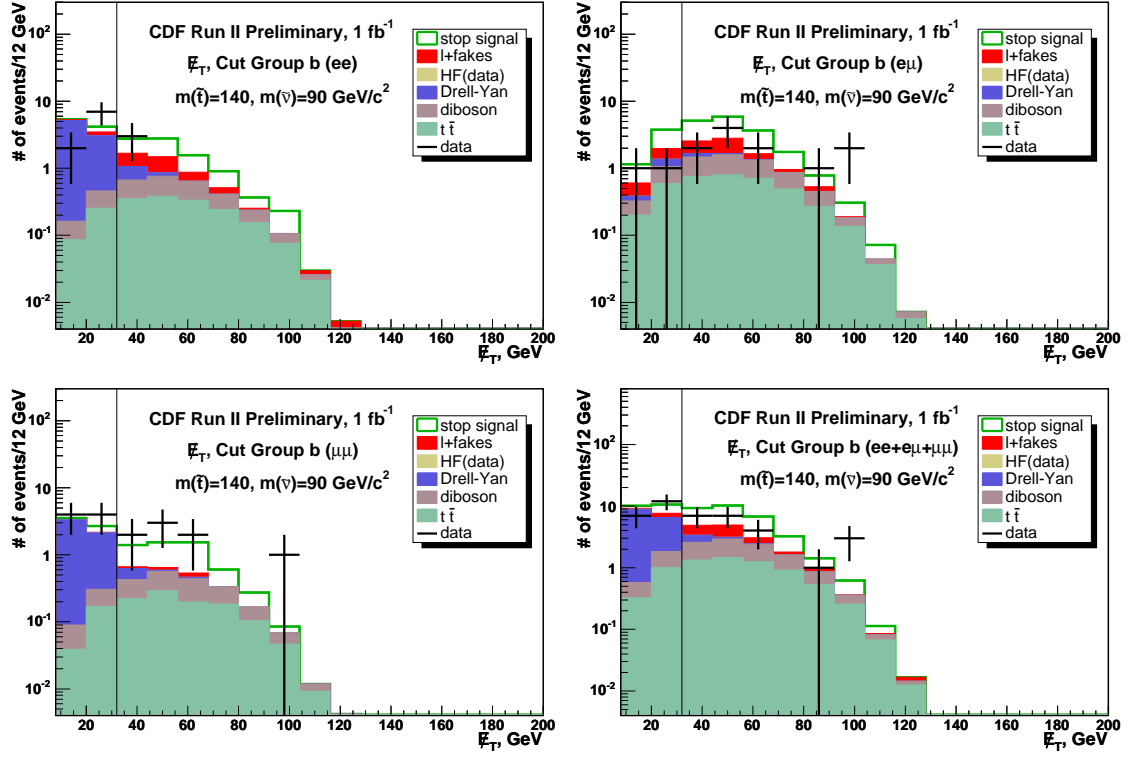 CDF Run II Preliminary, 1 fb⁻¹
E̸_T, Cut Group b (ee)
m(t̃)=140, m(ν̃)=90 GeV/c²
stop signal
l+fakes
HF(data)
Drell-Yan
diboson
t t̄
data
# of events/12 GeV
10²
10
1
10⁻¹
10⁻²
20 40 60 80 100 120 140 160 180 200
E̸_T, GeV
CDF Run II Preliminary, 1 fb⁻¹
E̸_T, Cut Group b (eμ)
m(t̃)=140, m(ν̃)=90 GeV/c²
stop signal
l+fakes
HF(data)
Drell-Yan
diboson
t t̄
data
# of events/12 GeV
10²
10
1
10⁻¹
10⁻²
20 40 60 80 100 120 140 160 180 200
E̸_T, GeV
CDF Run II Preliminary, 1 fb⁻¹
E̸_T, Cut Group b (μμ)
m(t̃)=140, m(ν̃)=90 GeV/c²
stop signal
l+fakes
HF(data)
Drell-Yan
diboson
t t̄
data
# of events/12 GeV
10²
10
1
10⁻¹
10⁻²
20 40 60 80 100 120 140 160 180 200
E̸_T, GeV
CDF Run II Preliminary, 1 fb⁻¹
E̸_T, Cut Group b (ee+eμ+μμ)
m(t̃)=140, m(ν̃)=90 GeV/c²
stop signal
l+fakes
HF(data)
Drell-Yan
diboson
t t̄
data
# of events/12 GeV
10²
10
1
10⁻¹
10⁻²
20 40 60 80 100 120 140 160 180 200
E̸_T, GeV